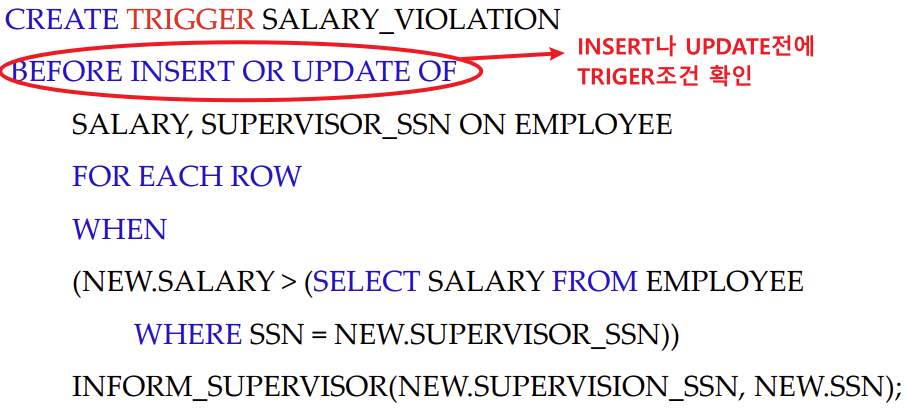 CREATE TRIGGER SALARY_VIOLATION
BEFORE INSERT OR UPDATE OF
INSERT나 UPDATE전에
TRIGER조건 확인
SALARY, SUPERVISOR_SSN ON EMPLOYEE
FOR EACH ROW
WHEN
(NEW.SALARY > (SELECT SALARY FROM EMPLOYEE
WHERE SSN = NEW.SUPERVISOR_SSN))
INFORM_SUPERVISOR(NEW.SUPERVISION_SSN, NEW.SSN);